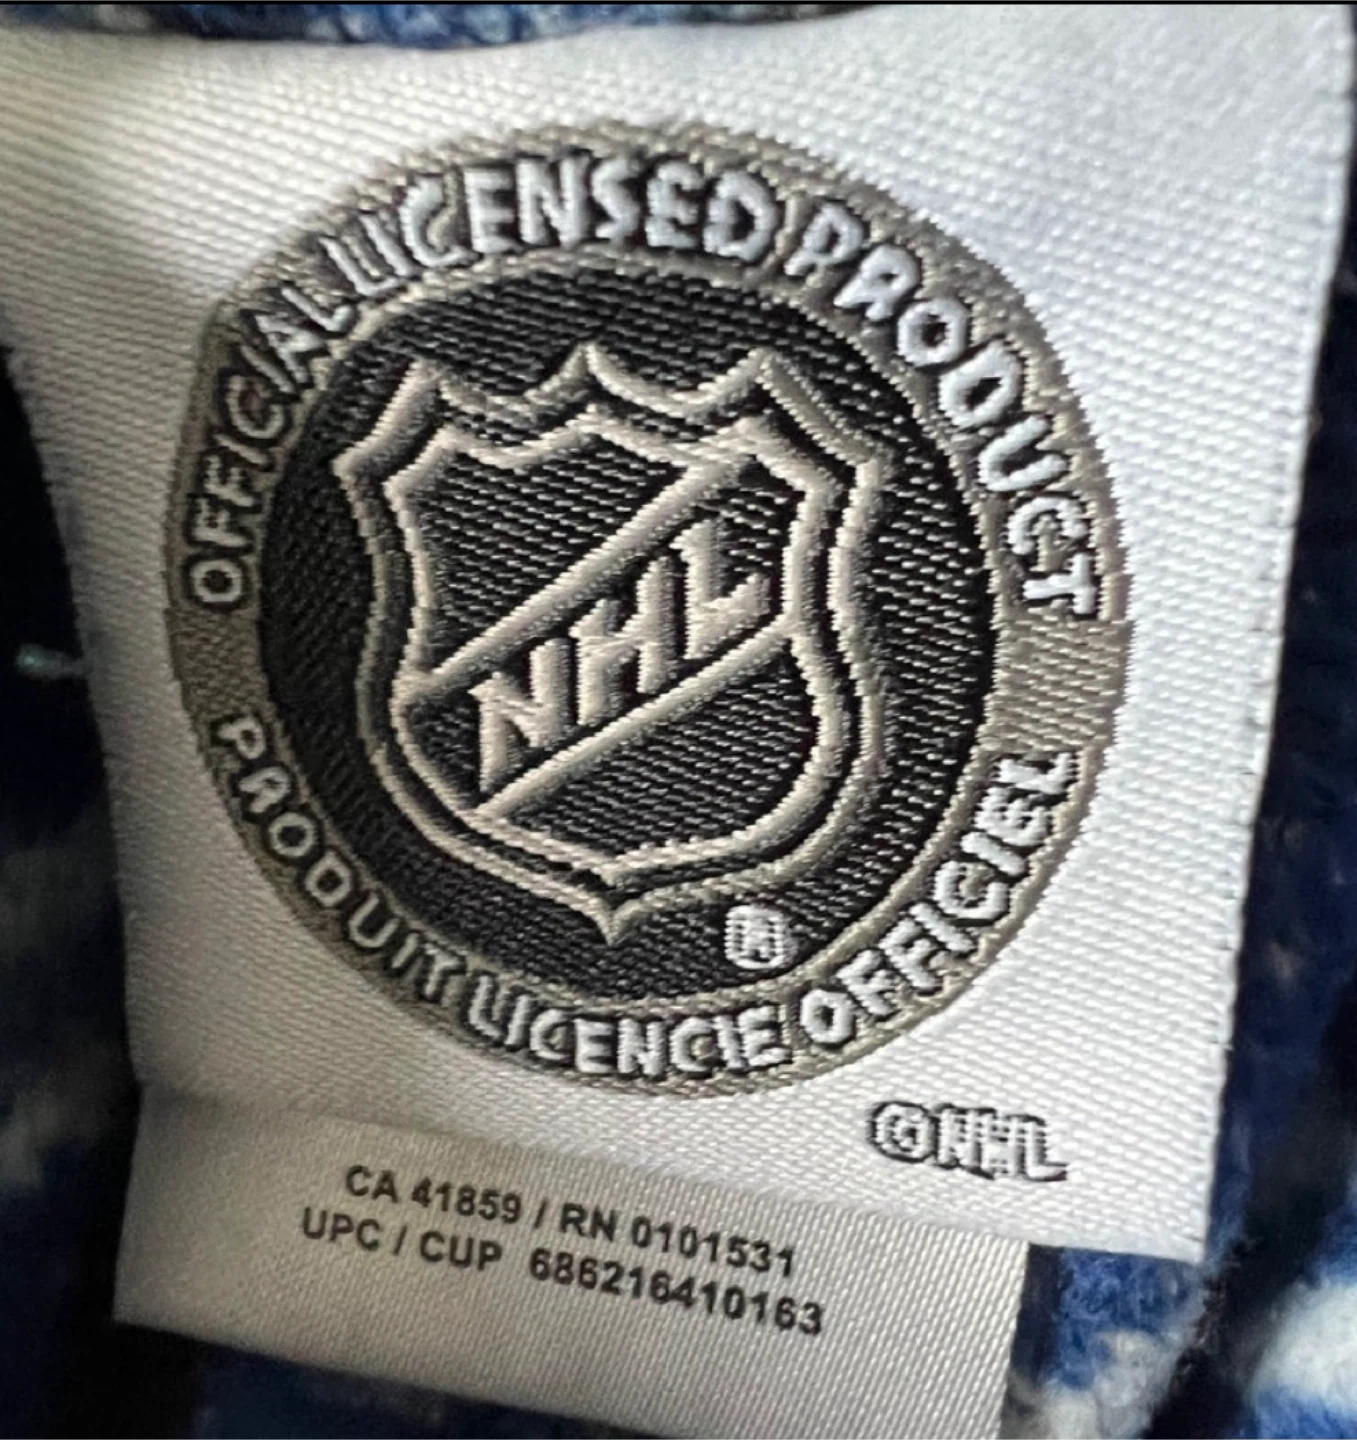 OFFICIAL LICENSED PRODUCT
NHL
®
PRODUIT LICENCIE OFFICIEL
©NHL
CA 41859 / RN 0101531
UPC / CUP 686216410163